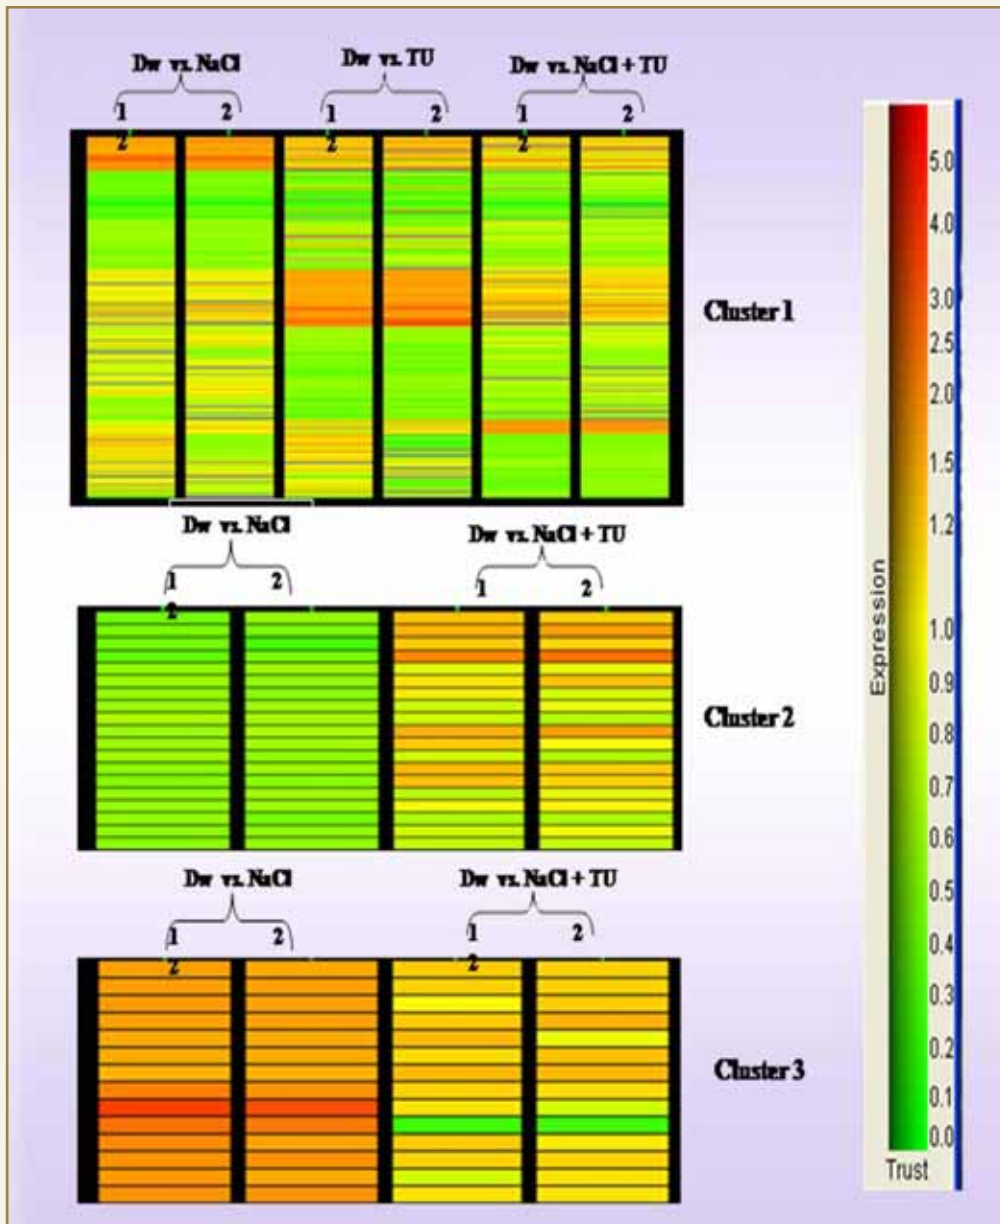 Dw vs. NaCl Dw vs. TU Dw vs. NaCl + TU
1 2 1 2 1 2
2 2 2
Cluster 1
Dw vs. NaCl Dw vs. NaCl + TU
1 2 1 2
2
Cluster 2
Dw vs. NaCl Dw vs. NaCl + TU
1 2 1 2
2 2
Cluster 3
Expression
5.0
4.0
3.0
2.5
2.0
1.5
1.2
1.0
0.9
0.8
0.7
0.6
0.5
0.4
0.3
0.2
0.1
0.0
Trust